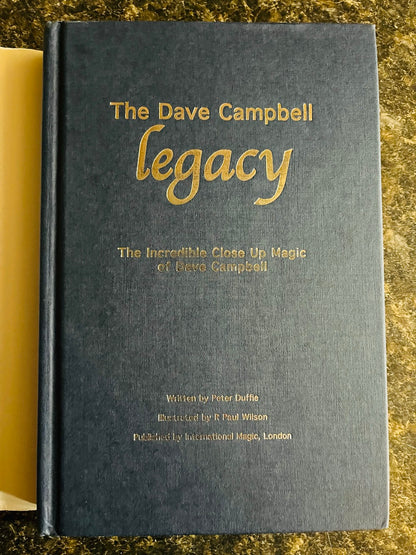 The Dave Campbell
legacy
The Incredible Close Up Magic
of Dave Campbell
Written by Peter Duffie
Illustrated by R Paul Wilson
Published by International Magic, London